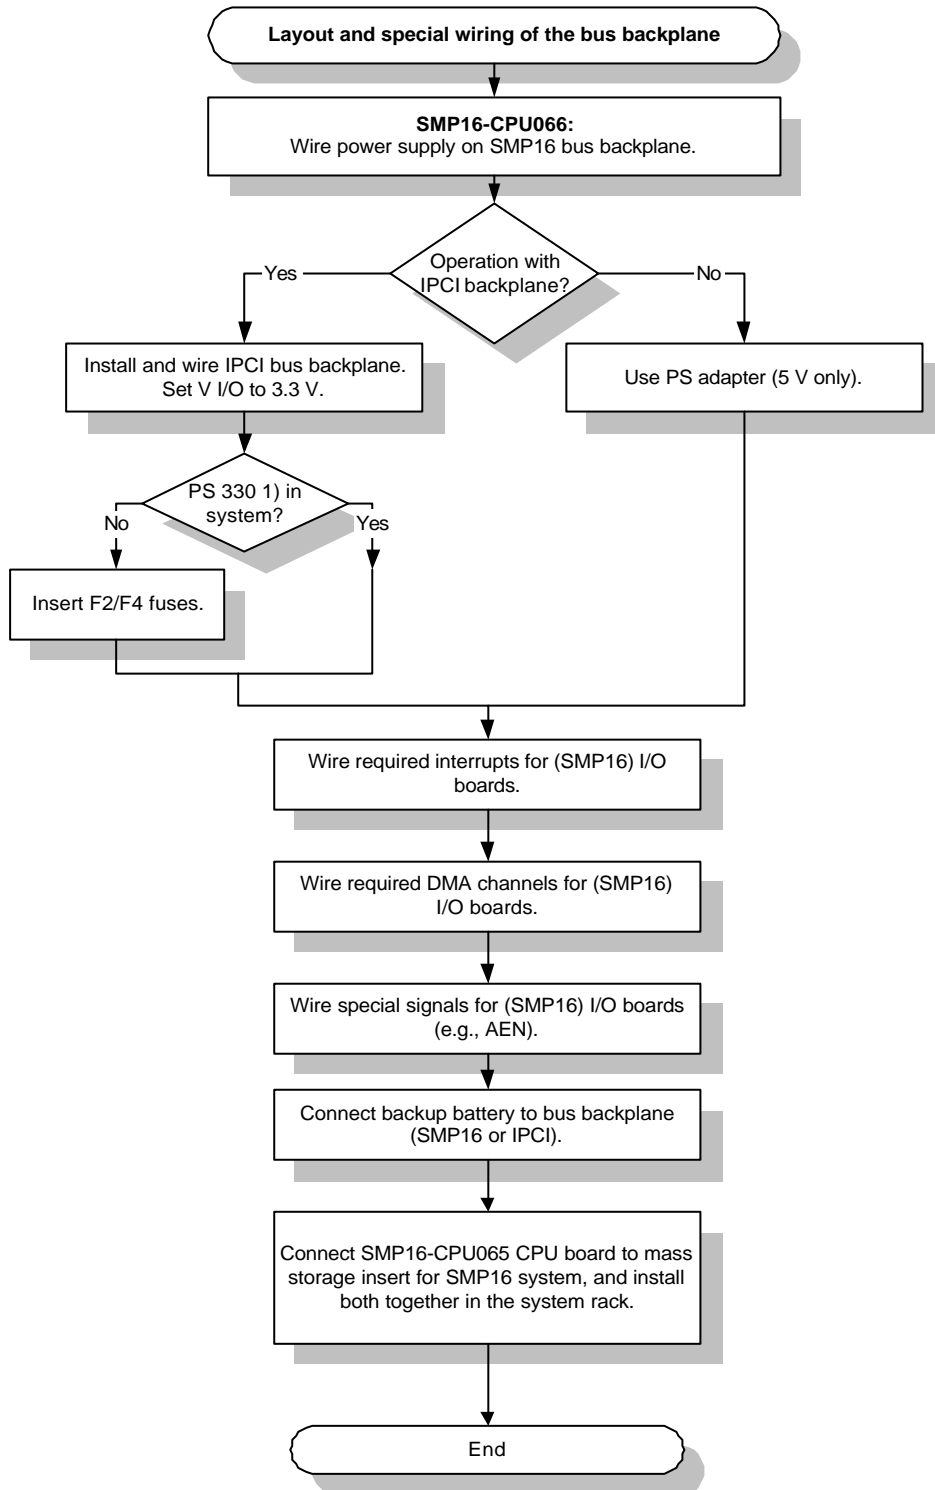 Layout and special wiring of the bus backplane
SMP16-CPU066:
Wire power supply on SMP16 bus backplane.
Operation with
IPCI backplane?
Yes
No
Install and wire IPCI bus backplane.
Set V I/O to 3.3 V.
Use PS adapter (5 V only).
PS 330 1) in
system?
No
Yes
Insert F2/F4 fuses.
Wire required interrupts for (SMP16) I/O
boards.
Wire required DMA channels for (SMP16)
I/O boards.
Wire special signals for (SMP16) I/O boards
(e.g., AEN).
Connect backup battery to bus backplane
(SMP16 or IPCI).
Connect SMP16-CPU065 CPU board to mass
storage insert for SMP16 system, and install
both together in the system rack.
End